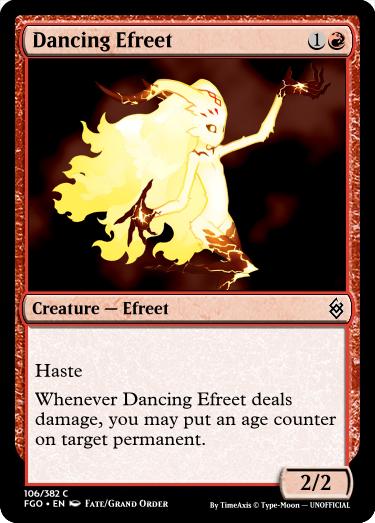 Dancing Efreet 1
Creature — Efreet
Haste
Whenever Dancing Efreet deals
damage, you may put an age counter
on target permanent.
2/2
106/382 C
FGO • EN Fate/Grand Order
By TimeAxis © Type-Moon — UNOFFICIAL